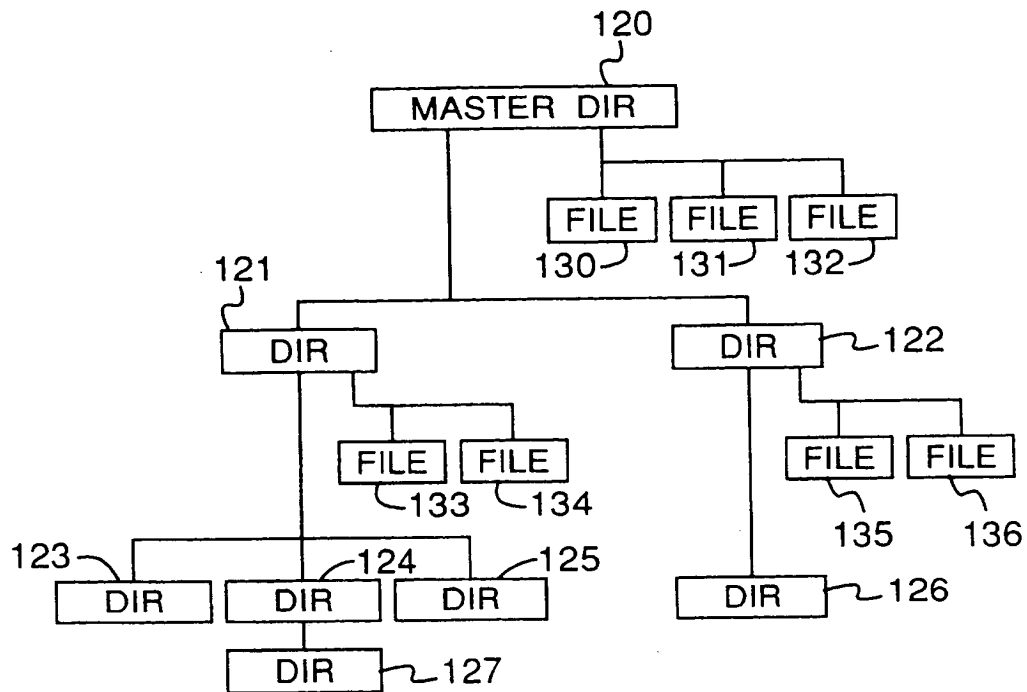 120
MASTER DIR
FILE FILE FILE
130 131 132
121
DIR
DIR
122
FILE FILE
133 134
FILE FILE
135 136
123 124 125
DIR DIR DIR
DIR
126
DIR
127